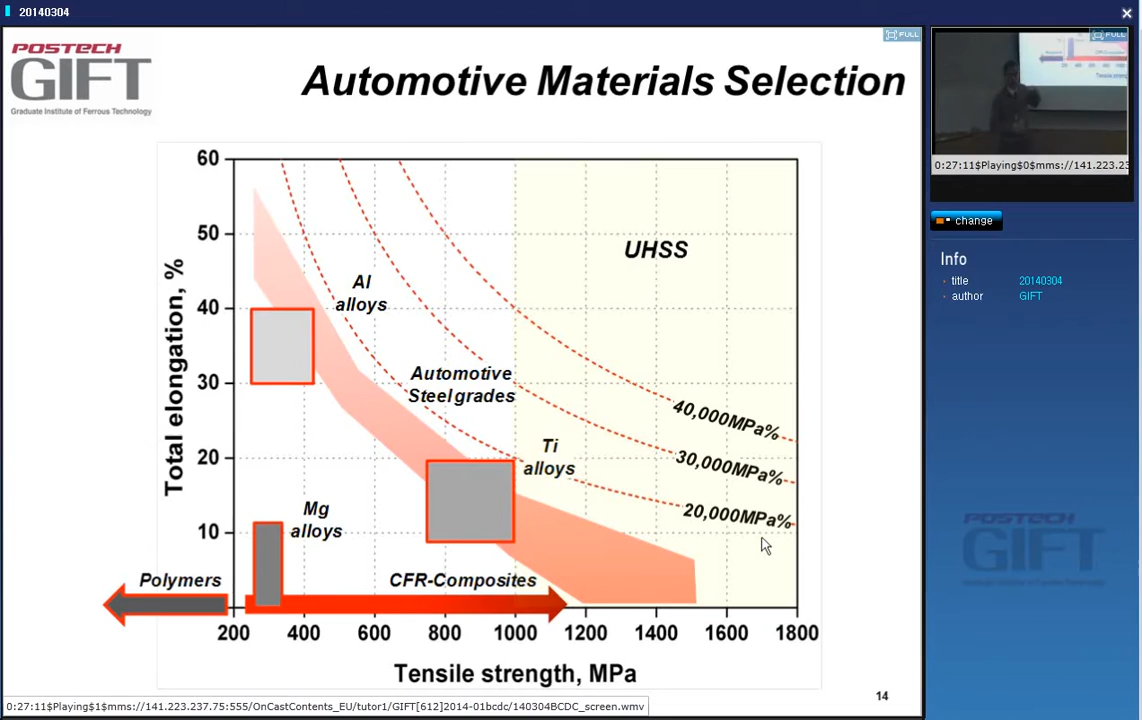 20140304
POSTECH
GIFT
Graduate Institute of Ferrous Technology
FULL
Automotive Materials Selection
60
50
40
30
20
10
Total elongation, %
UHSS
Al
alloys
Automotive
Steel grades
Ti
alloys
Mg
alloys
40,000MPa%
30,000MPa%
20,000MPa%
Polymers
CFR-Composites
200 400 600 800 1000 1200 1400 1600 1800
Tensile strength, MPa
14
0:27:11$Playing$1$mms://141.223.237.75:555/OnCastContents_EU/tutor1/GIFT[612]2014-01bcdc/140304BCDC_screen.wmv
FULL
0:27:11$Playing$0$mms://141.223.23
change
Info
title 20140304
author GIFT
POSTECH
GIFT